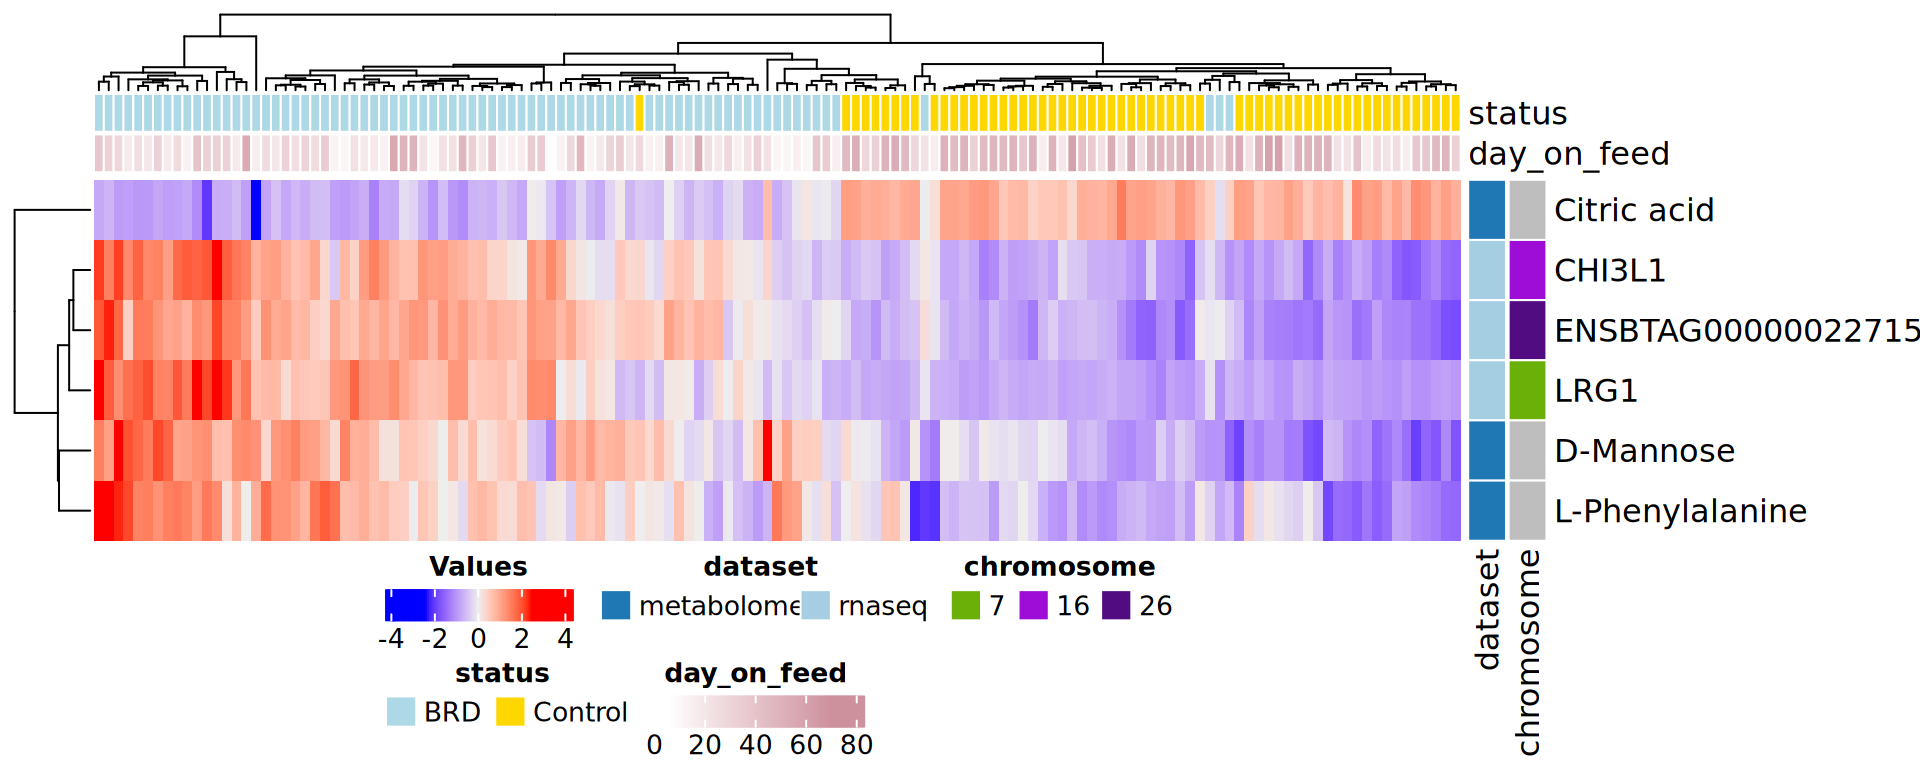 status
day_on_feed
Citric acid
CHI3L1
ENSBTAG00000022715
LRG1
D-Mannose
L-Phenylalanine
dataset
chromosome
Values
-4 -2 0 2 4
dataset
metabolome rnaseq
chromosome
7 16 26
status
BRD Control
day_on_feed
0 20 40 60 80